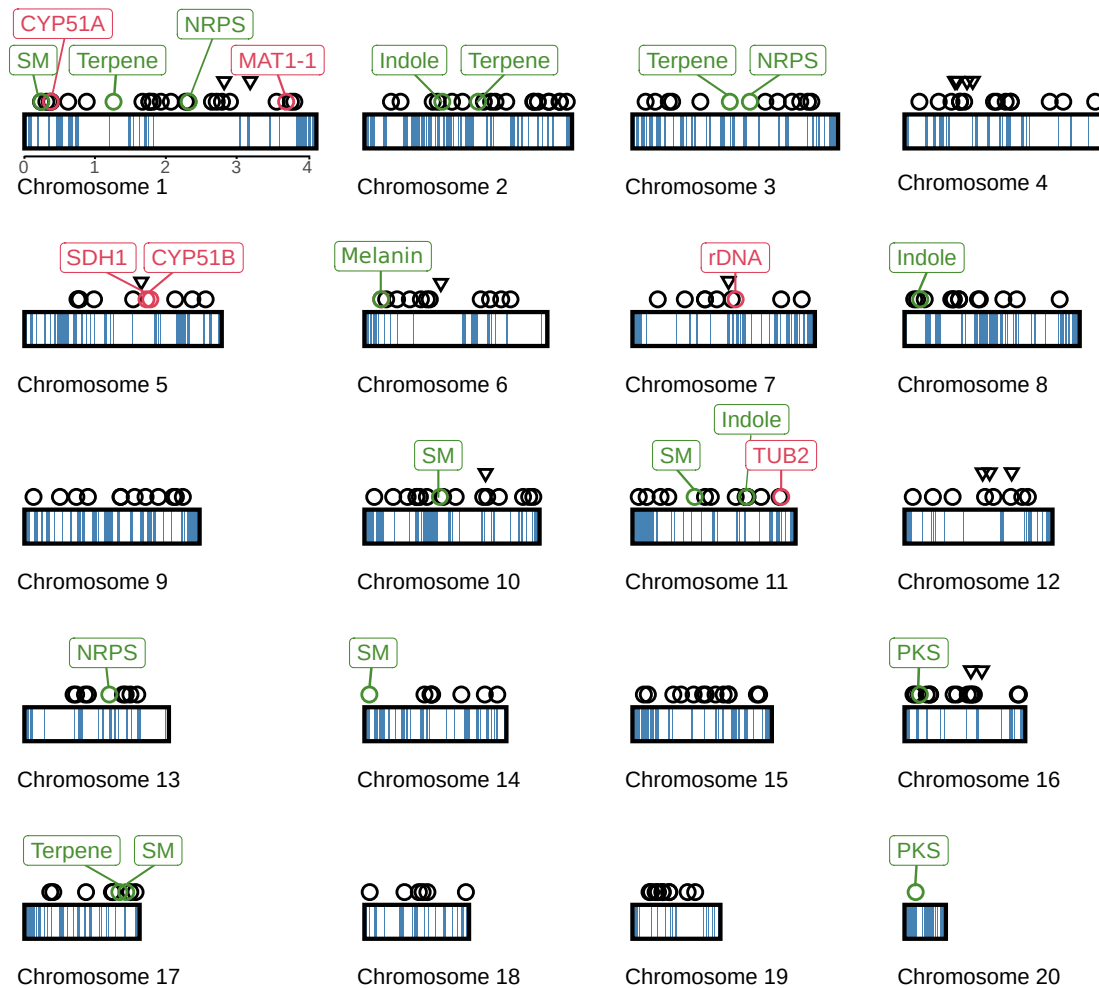 CYP51A
NRPS
SM
Terpene
MAT1-1
Indole
Terpene
Terpene
NRPS
0
1
2
3
4
Chromosome 1
Chromosome 2
Chromosome 3
Chromosome 4
SDH1
CYP51B
Melanin
rDNA
Indole
Chromosome 5
Chromosome 6
Chromosome 7
Chromosome 8
Indole
SM
SM
TUB2
Chromosome 9
Chromosome 10
Chromosome 11
Chromosome 12
NRPS
SM
PKS
Chromosome 13
Chromosome 14
Chromosome 15
Chromosome 16
Terpene
SM
PKS
Chromosome 17
Chromosome 18
Chromosome 19
Chromosome 20